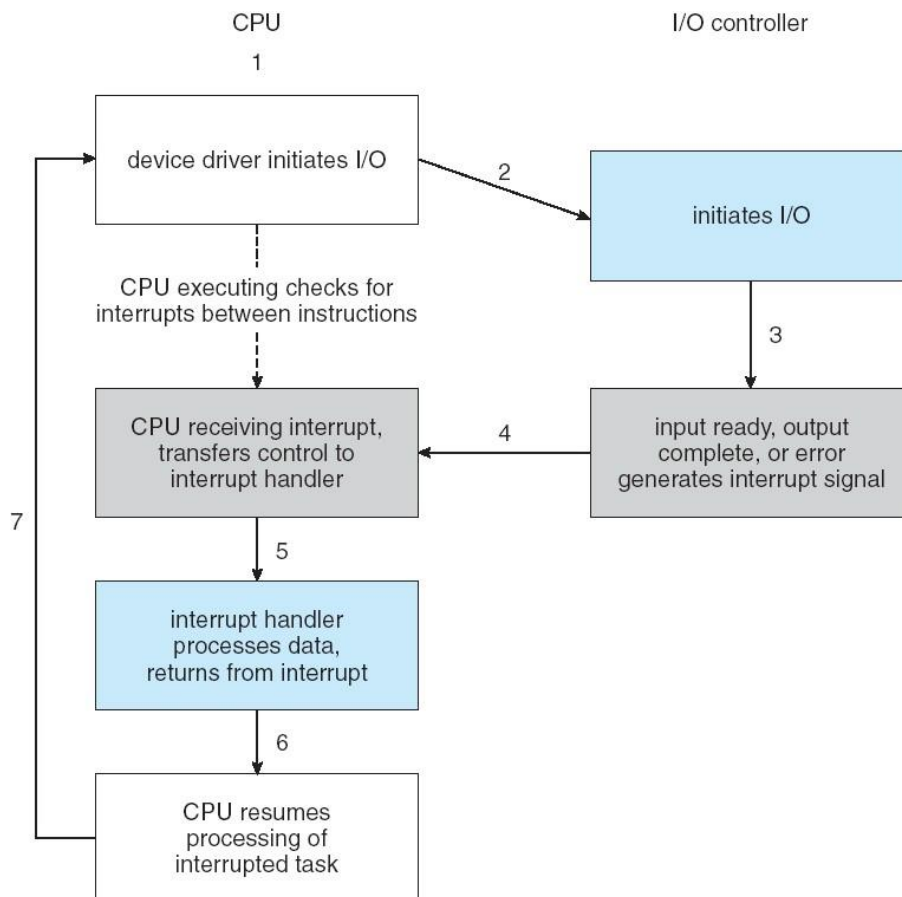 CPU
I/O controller
1
device driver initiates I/O
2
initiates I/O
CPU executing checks for
interrupts between instructions
3
CPU receiving interrupt,
transfers control to
interrupt handler
4
input ready, output
complete, or error
generates interrupt signal
7
5
interrupt handler
processes data,
returns from interrupt
6
CPU resumes
processing of
interrupted task